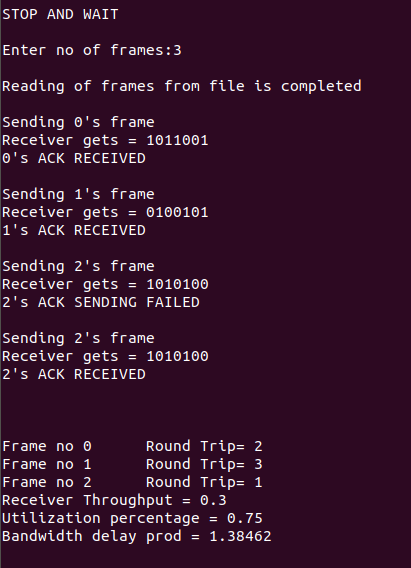 STOP AND WAIT
Enter no of frames:3
Reading of frames from file is completed
Sending 0's frame
Receiver gets = 1011001
0's ACK RECEIVED
Sending 1's frame
Receiver gets = 0100101
1's ACK RECEIVED
Sending 2's frame
Receiver gets = 1010100
2's ACK SENDING FAILED
Sending 2's frame
Receiver gets = 1010100
2's ACK RECEIVED
Frame no 0      Round Trip= 2
Frame no 1      Round Trip= 3
Frame no 2      Round Trip= 1
Receiver Throughput = 0.3
Utilization percentage = 0.75
Bandwidth delay prod = 1.38462